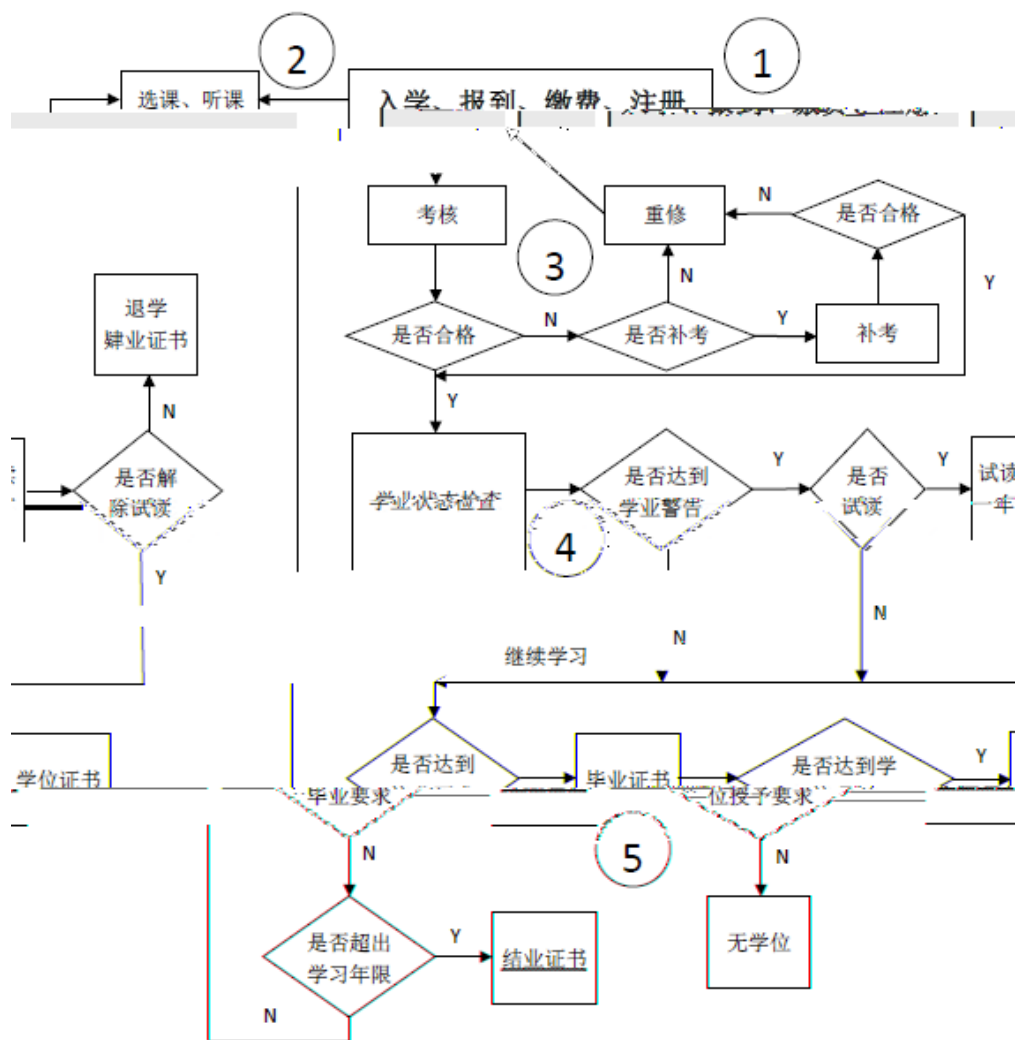 2
1
选课、听课
入学、报到、缴费、注册
考核
重修
N
是否合格
3
Y
退学
肄业证书
是否合格
N
是否补考
N
Y
补考
N
Y
是否解
除试读
学业状态检查
是否达到
学业警告
Y
是否
试读
Y
试读
一年
4
Y
N
N
继续学习
学位证书
是否达到
毕业要求
毕业证书
是否达到学
位授予要求
Y
5
N
N
是否超出
学习年限
Y
结业证书
无学位
N